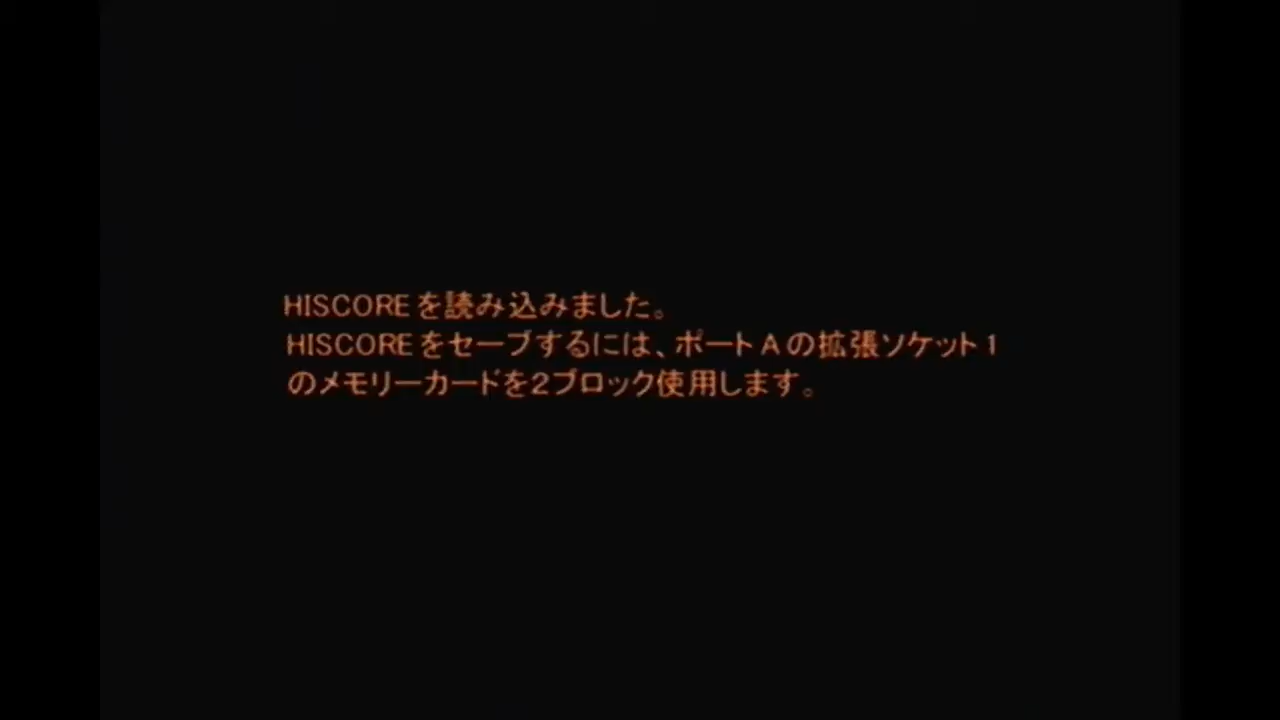 HISCOREを読み込みました。
HISCOREをセーブするには、ポートAの拡張ソケット1
のメモリーカードを2ブロック使用します。